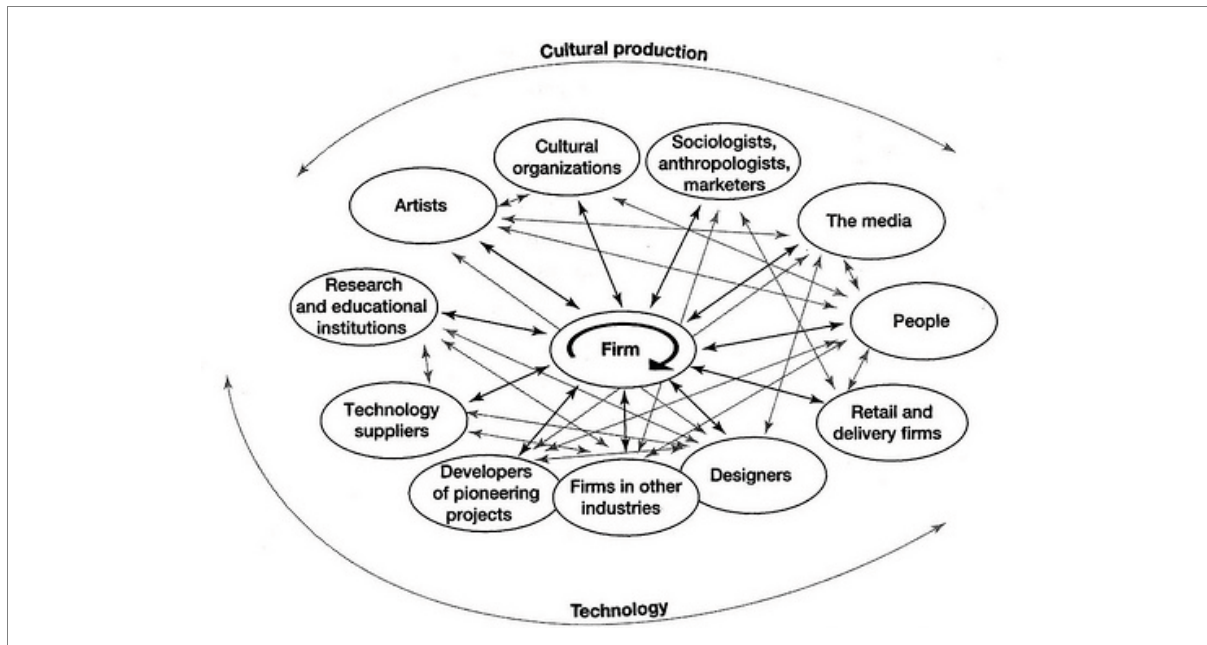 Cultural production
Cultural
organizations
Sociologists,
anthropologists,
marketers
Artists
The media
Research
and educational
institutions
Firm
People
Technology
suppliers
Retail and
delivery firms
Developers
of pioneering
projects
Firms in other
industries
Designers
Technology